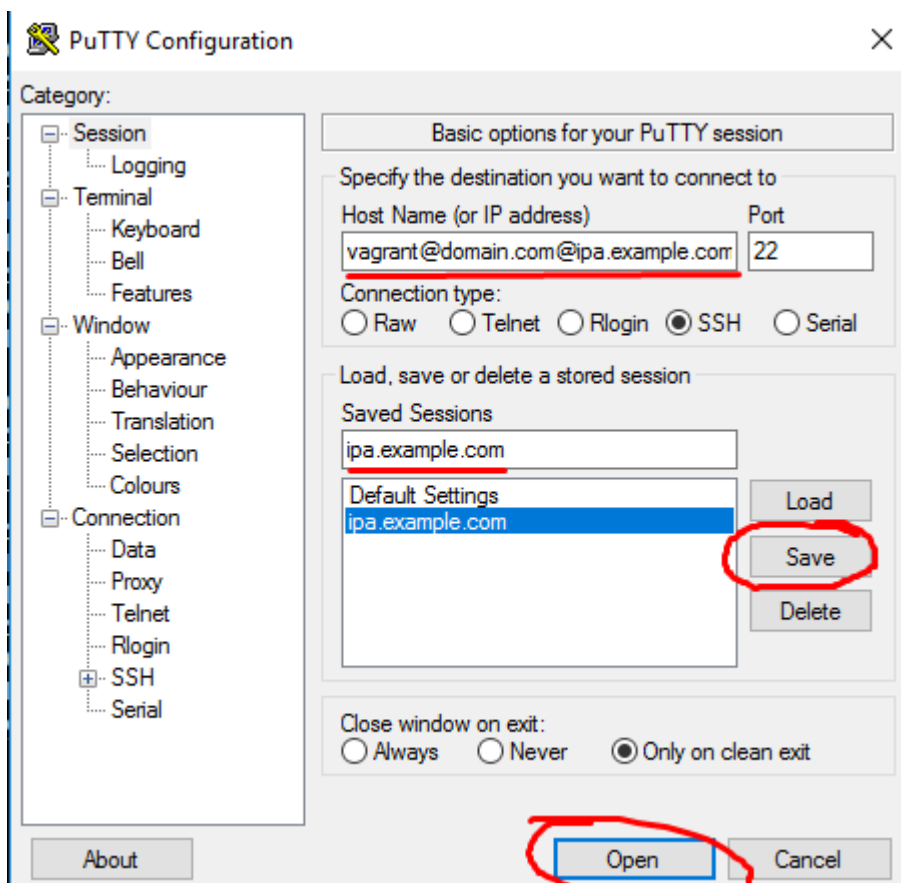 PuTTY Configuration
Category:
Session
Logging
Terminal
Keyboard
Bell
Features
Window
Appearance
Behaviour
Translation
Selection
Colours
Connection
Data
Proxy
Telnet
Rlogin
SSH
Serial
Basic options for your PuTTY session
Specify the destination you want to connect to
Host Name (or IP address) Port
vagrant@domain.com@ipa.example.com 22
Connection type:
Raw Telnet Rlogin SSH Serial
Load, save or delete a stored session
Saved Sessions
ipa.example.com
Default Settings
ipa.example.com
Load
Save
Delete
Close window on exit:
Always Never Only on clean exit
About Open Cancel